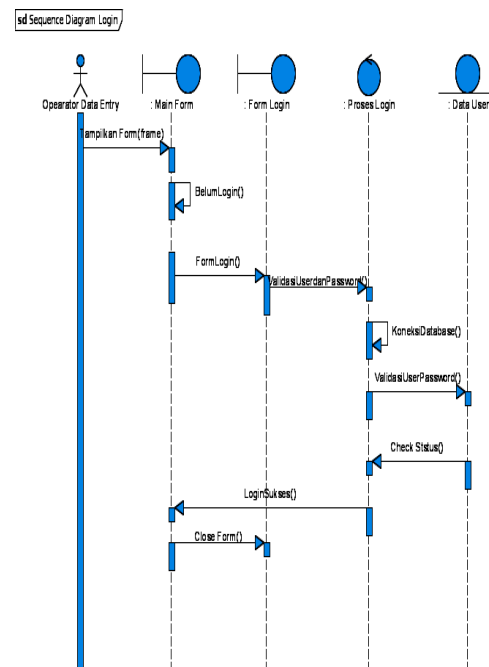 sd Sequence Diagram Login
Opearator Data Entry
: Main Form
: Form Login
: Proses Login
: Data User
Tampilkan Form(frame)
BelumLogin()
FormLogin()
ValidasiUserdanPassword()
KoneksiDatabase()
ValidasiUserPassword()
Check Ststus()
LoginSukses()
Close Form()